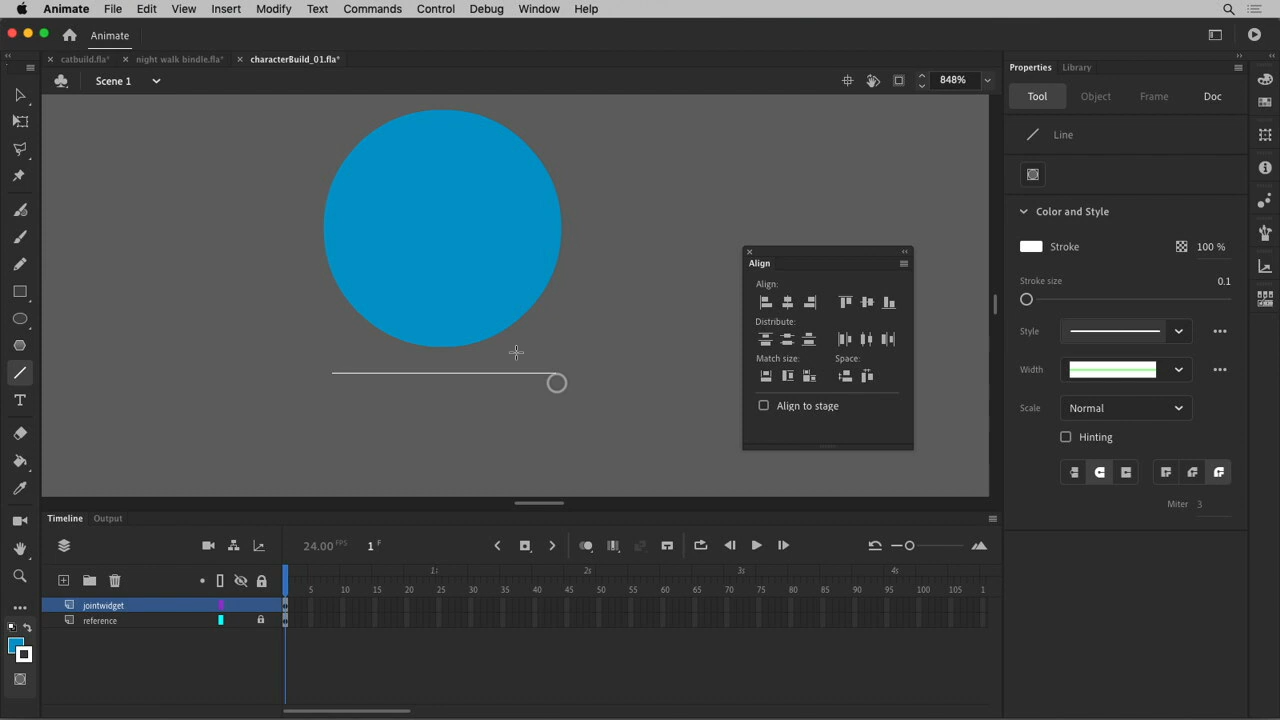 Animate File Edit View Insert Modify Text Commands Control Debug Window Help
Animate
catbuild.fla* night walk bindle.fla* characterBuild_01.fla*
Scene 1 848%
Properties Library
Tool Object Frame Doc
Line
Color and Style
Stroke 100 %
Stroke size 0.1
Style
Width
Scale Normal
Hinting
Miter 3
Align
Align:
Distribute:
Match size: Space:
Align to stage
Timeline Output
24.00 FPS 1 F
1s 2s 3s 4s
5 10 15 20 25 30 35 40 45 50 55 60 65 70 75 80 85 90 95 100 105 1
jointwidget
reference